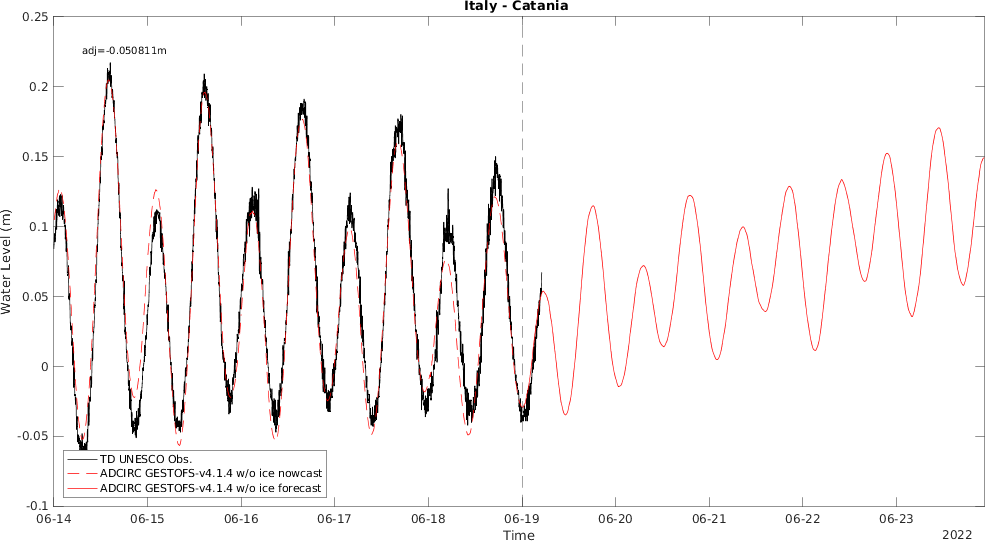 Italy - Catania
adj=-0.050811m
Water Level (m)
0.25
0.2
0.15
0.1
0.05
0
-0.05
-0.1
TD UNESCO Obs.
ADCIRC GESTOFS-v4.1.4 w/o ice nowcast
ADCIRC GESTOFS-v4.1.4 w/o ice forecast
06-14 06-15 06-16 06-17 06-18 06-19 06-20 06-21 06-22 06-23
Time
2022